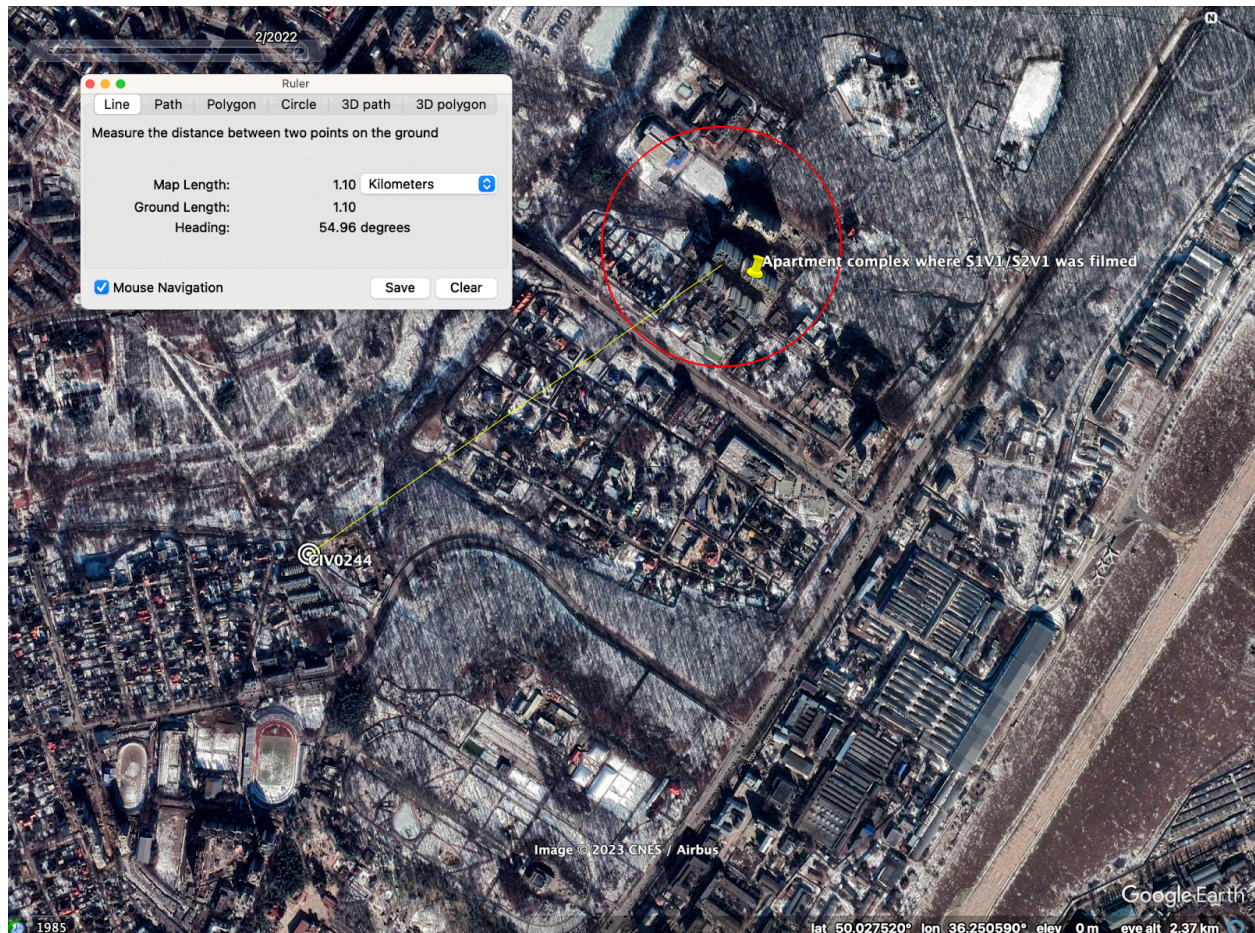 2/2022
Ruler
Line Path Polygon Circle 3D path 3D polygon
Measure the distance between two points on the ground
Map Length: 1.10 Kilometers
Ground Length: 1.10
Heading: 54.96 degrees
Mouse Navigation Save Clear
N
Apartment complex where S1V1/S2V1 was filmed
CIV0244
Image © 2023 CNES / Airbus
Google Earth
1985 lat 50.027520° lon 36.250590° elev 0 m eye alt 2.37 km